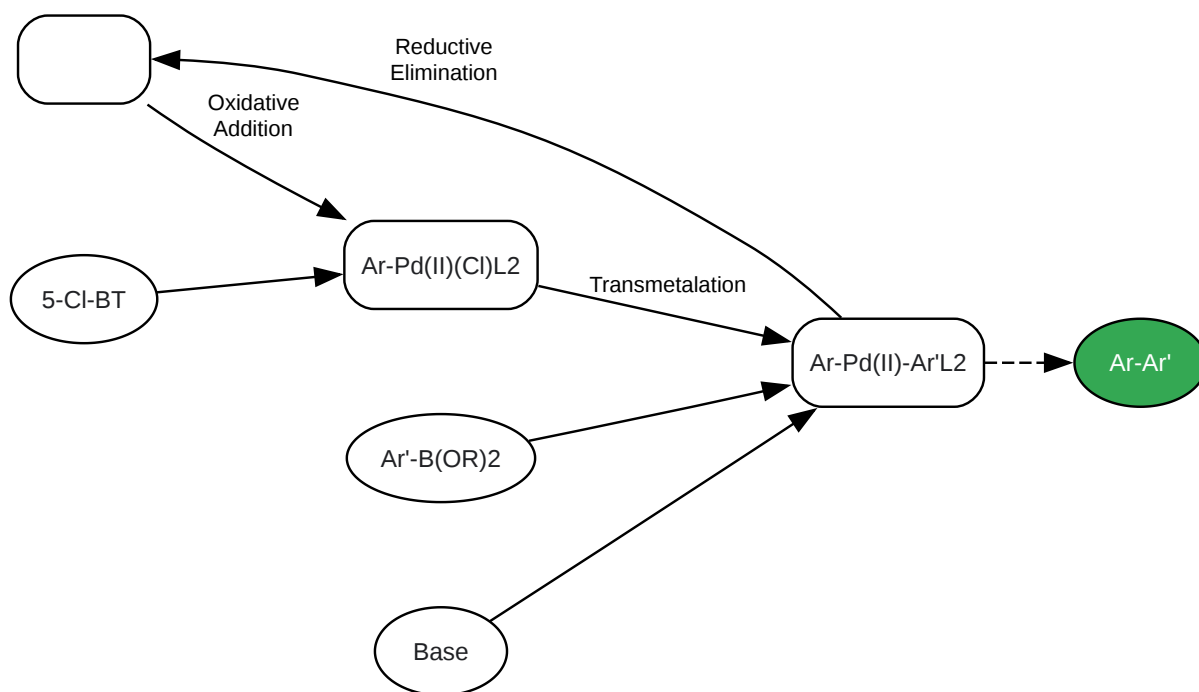 Reductive
Elimination
Oxidative
Addition
Ar-Pd(II)(Cl)L2
5-Cl-BT
Transmetalation
Ar-Pd(II)-Ar'L2
Ar-Ar'
Ar'-B(OR)2
Base